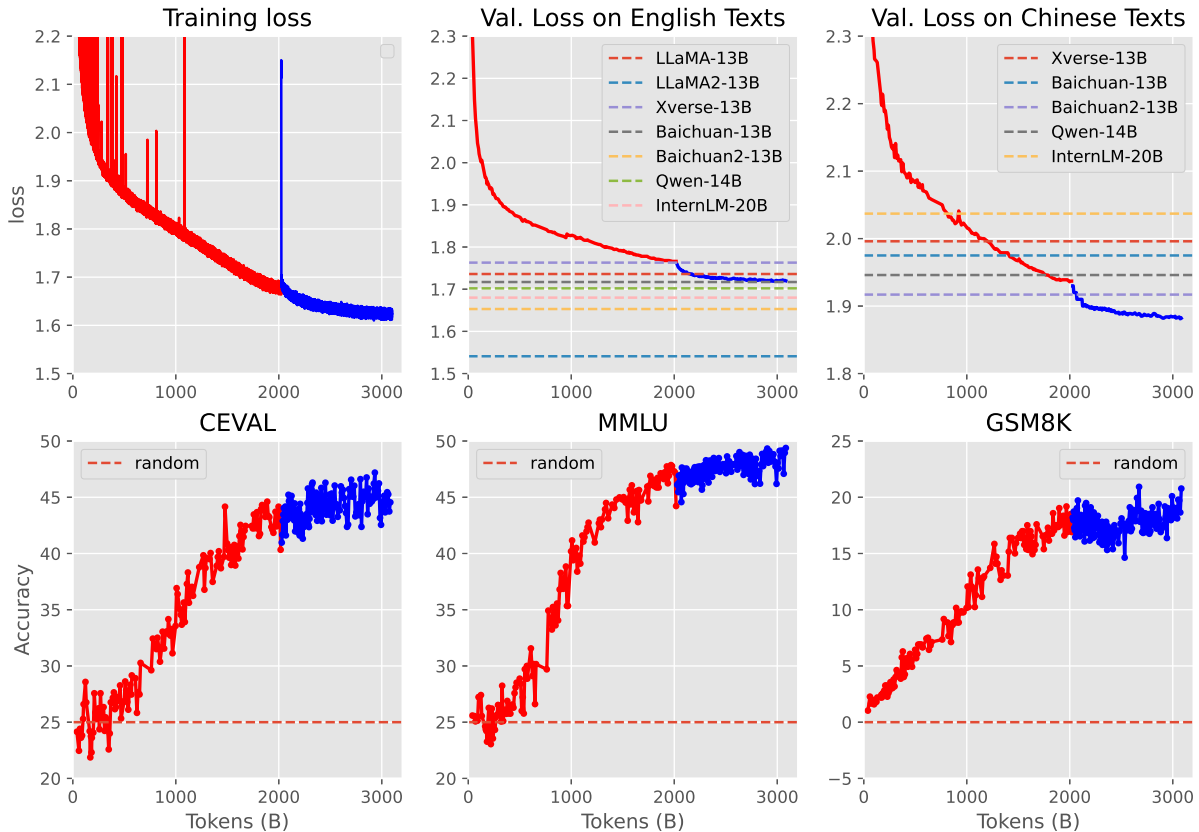 Training loss
Val. Loss on English Texts
Val. Loss on Chinese Texts
2.2
2.1
2.0
1.9
1.8
1.7
1.6
1.5
loss
0
1000
2000
3000
2.3
2.2
2.1
2.0
1.9
1.8
1.7
1.6
1.5
LLaMA-13B
LLaMA2-13B
Xverse-13B
Baichuan-13B
Baichuan2-13B
Qwen-14B
InternLM-20B
0
1000
2000
3000
2.3
2.2
2.1
2.0
1.9
1.8
Xverse-13B
Baichuan-13B
Baichuan2-13B
Qwen-14B
InternLM-20B
0
1000
2000
3000
CEVAL
MMLU
GSM8K
50
45
40
35
30
25
20
Accuracy
random
0
1000
2000
3000
Tokens (B)
50
45
40
35
30
25
20
random
0
1000
2000
3000
Tokens (B)
25
20
15
10
5
0
−5
random
0
1000
2000
3000
Tokens (B)